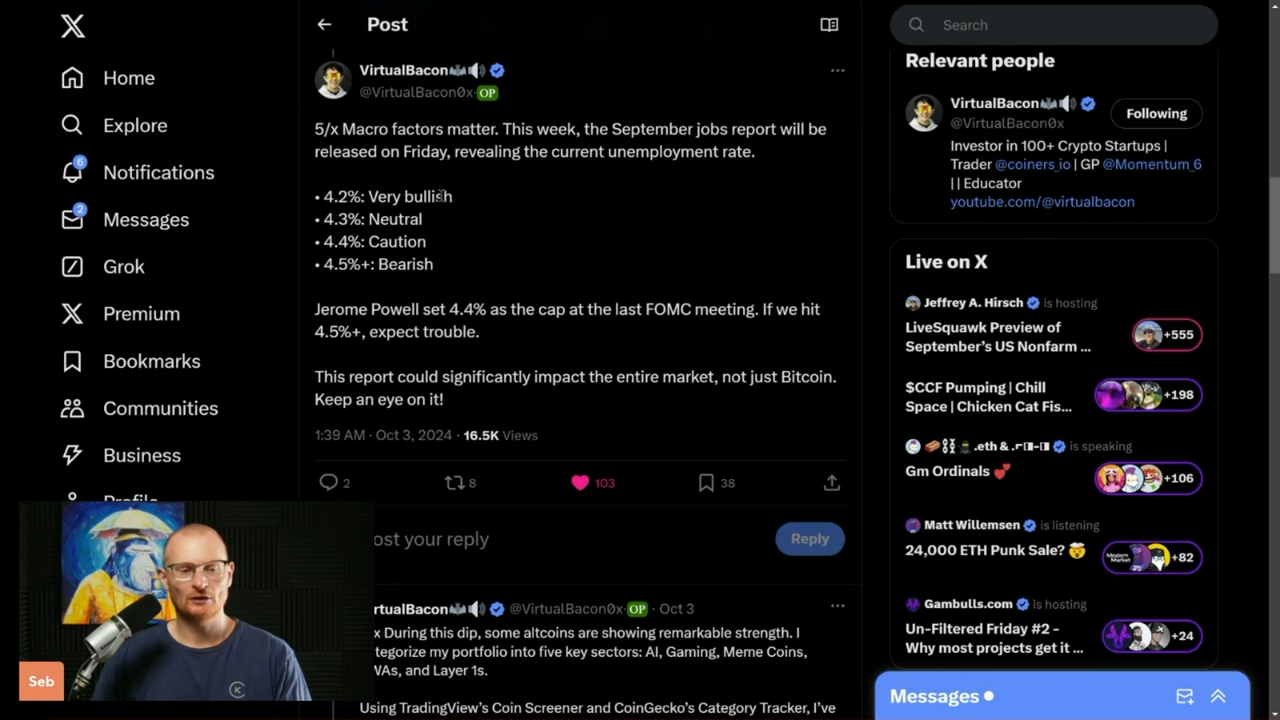 Home
Explore
6
Notifications
2
Messages
Grok
Premium
Bookmarks
Communities
Business
Profile
Post
VirtualBacon
@VirtualBacon0x · OP
5/x Macro factors matter. This week, the September jobs report will be
released on Friday, revealing the current unemployment rate.
• 4.2%: Very bullish
• 4.3%: Neutral
• 4.4%: Caution
• 4.5%+: Bearish
Jerome Powell set 4.4% as the cap at the last FOMC meeting. If we hit
4.5%+, expect trouble.
This report could significantly impact the entire market, not just Bitcoin.
Keep an eye on it!
1:39 AM · Oct 3, 2024 · 16.5K Views
2
8
103
38
ost your reply
Reply
rtualBacon @VirtualBacon0x · OP · Oct 3
x During this dip, some altcoins are showing remarkable strength. I
tegorize my portfolio into five key sectors: AI, Gaming, Meme Coins,
WAs, and Layer 1s.
Using TradingView's Coin Screener and CoinGecko's Category Tracker, I've
Seb
Search
Relevant people
VirtualBacon
@VirtualBacon0x
Following
Investor in 100+ Crypto Startups |
Trader @coiners_io | GP @Momentum_6
|| Educator
youtube.com/@virtualbacon
Live on X
Jeffrey A. Hirsch is hosting
LiveSquawk Preview of
September's US Nonfarm ...
+555
$CCF Pumping | Chill
Space | Chicken Cat Fis...
+198
.eth & . is speaking
Gm Ordinals
+106
Matt Willemsen is listening
24,000 ETH Punk Sale?
+82
Gambulls.com is hosting
Un-Filtered Friday #2 -
Why most projects get it ...
+24
Messages